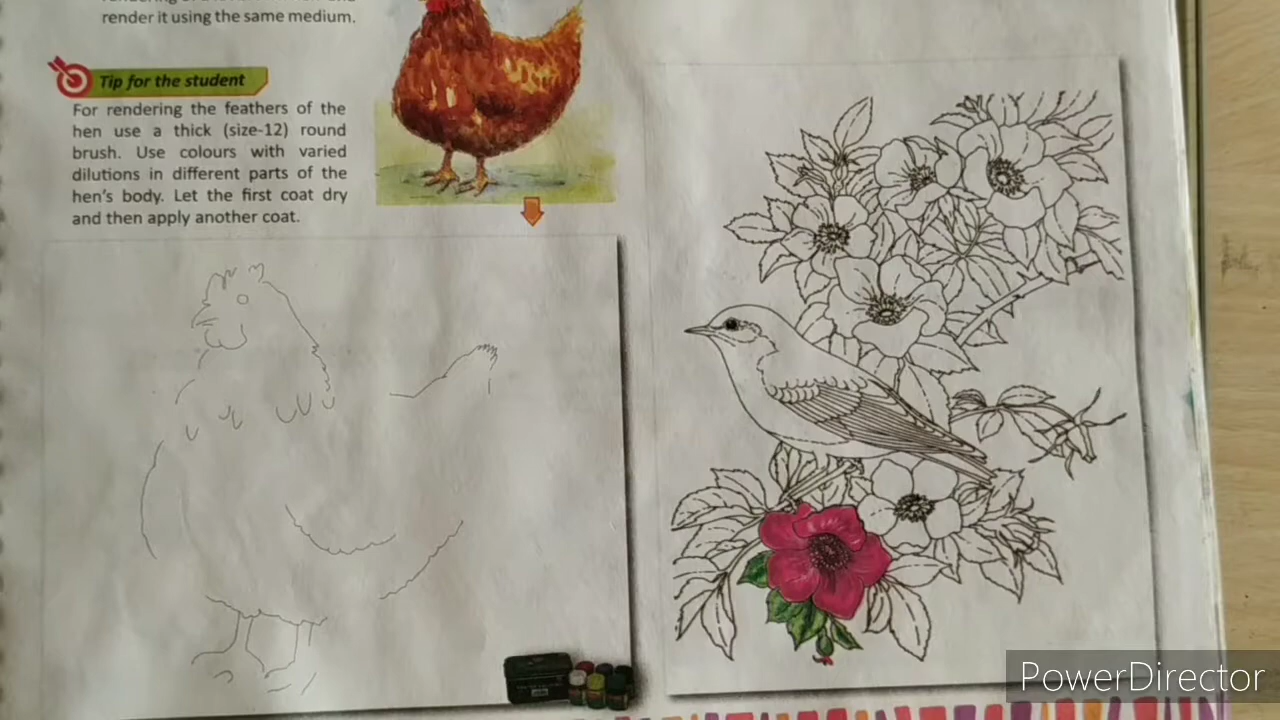 render it using the same medium.
Tip for the student
For rendering the feathers of the
hen use a thick (size-12) round
brush. Use colours with varied
dilutions in different parts of the
hen's body. Let the first coat dry
and then apply another coat.
PowerDirector